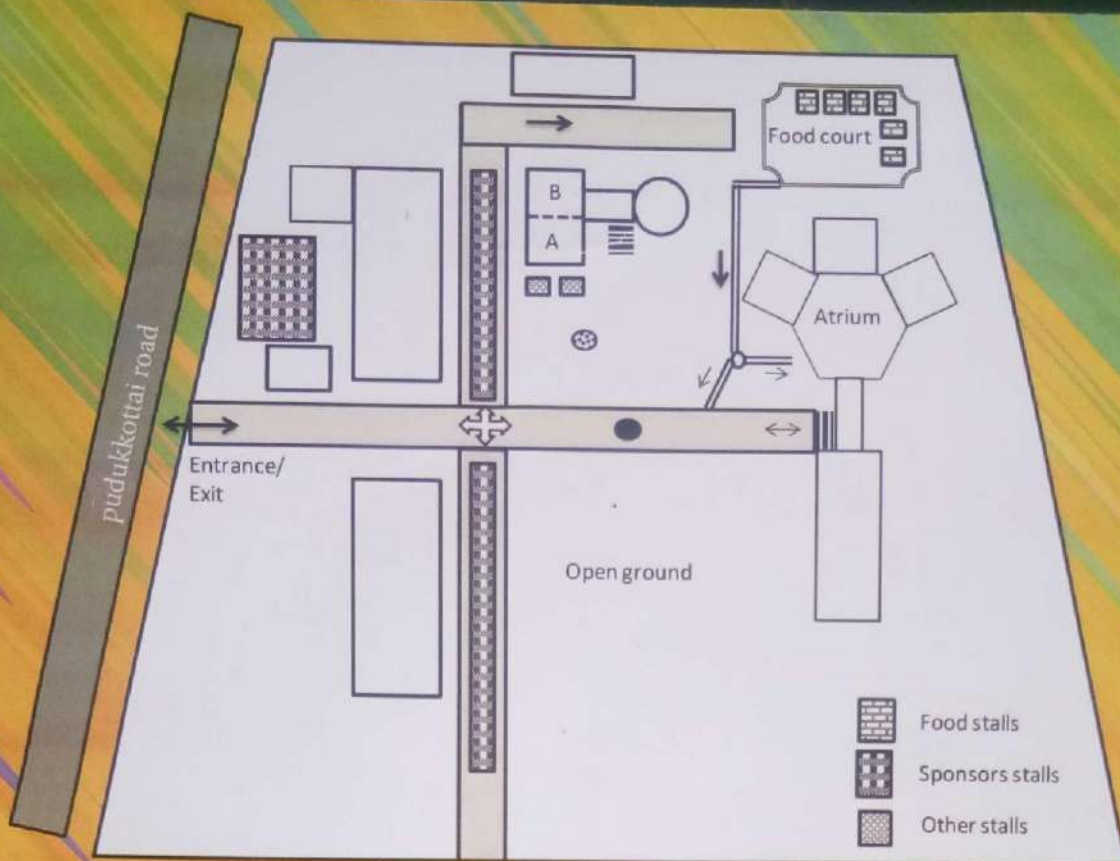 Food court
B
A
Atrium
Pudukkottai road
Entrance/
Exit
Open ground
Food stalls
Sponsors stalls
Other stalls